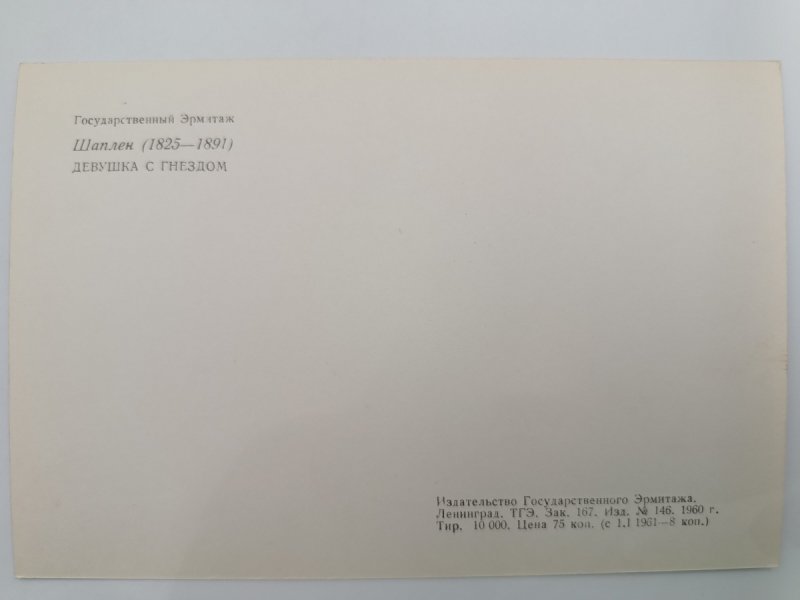 Государственный Эрмитаж
Шаплен (1825—1891)
ДЕВУШКА С ГНЕЗДОМ
Издательство Государственного Эрмитажа.
Ленинград. ТГЭ. Зак. 167. Изд. № 146. 1960 г.
Тир. 10 000. Цена 75 коп. (с 1.I 1961—8 коп.)